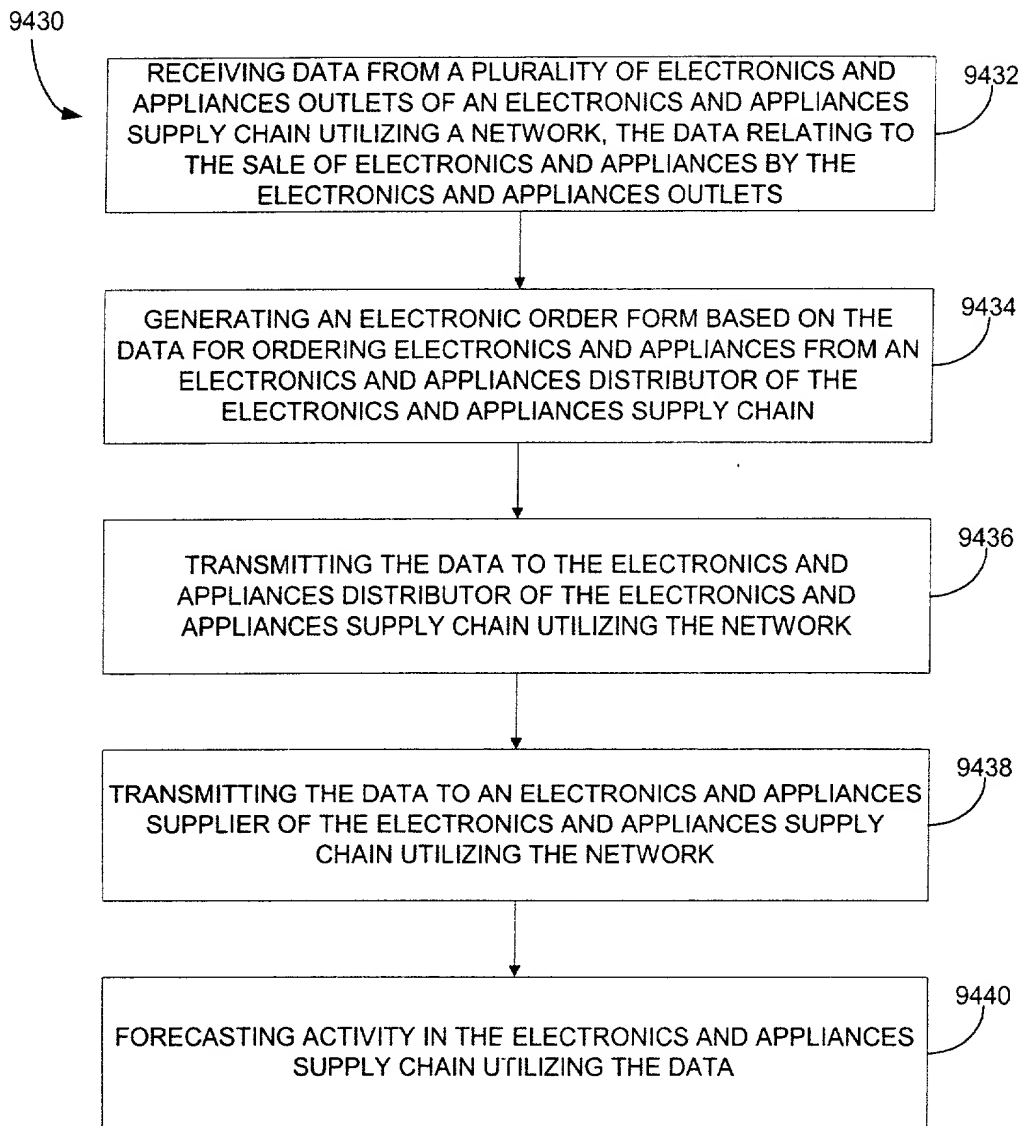 9430
RECEIVING DATA FROM A PLURALITY OF ELECTRONICS AND
APPLIANCES OUTLETS OF AN ELECTRONICS AND APPLIANCES
SUPPLY CHAIN UTILIZING A NETWORK, THE DATA RELATING TO
THE SALE OF ELECTRONICS AND APPLIANCES BY THE
ELECTRONICS AND APPLIANCES OUTLETS
9432
GENERATING AN ELECTRONIC ORDER FORM BASED ON THE
DATA FOR ORDERING ELECTRONICS AND APPLIANCES FROM AN
ELECTRONICS AND APPLIANCES DISTRIBUTOR OF THE
ELECTRONICS AND APPLIANCES SUPPLY CHAIN
9434
TRANSMITTING THE DATA TO THE ELECTRONICS AND
APPLIANCES DISTRIBUTOR OF THE ELECTRONICS AND
APPLIANCES SUPPLY CHAIN UTILIZING THE NETWORK
9436
TRANSMITTING THE DATA TO AN ELECTRONICS AND APPLIANCES
SUPPLIER OF THE ELECTRONICS AND APPLIANCES SUPPLY
CHAIN UTILIZING THE NETWORK
9438
FORECASTING ACTIVITY IN THE ELECTRONICS AND APPLIANCES
SUPPLY CHAIN UTILIZING THE DATA
9440